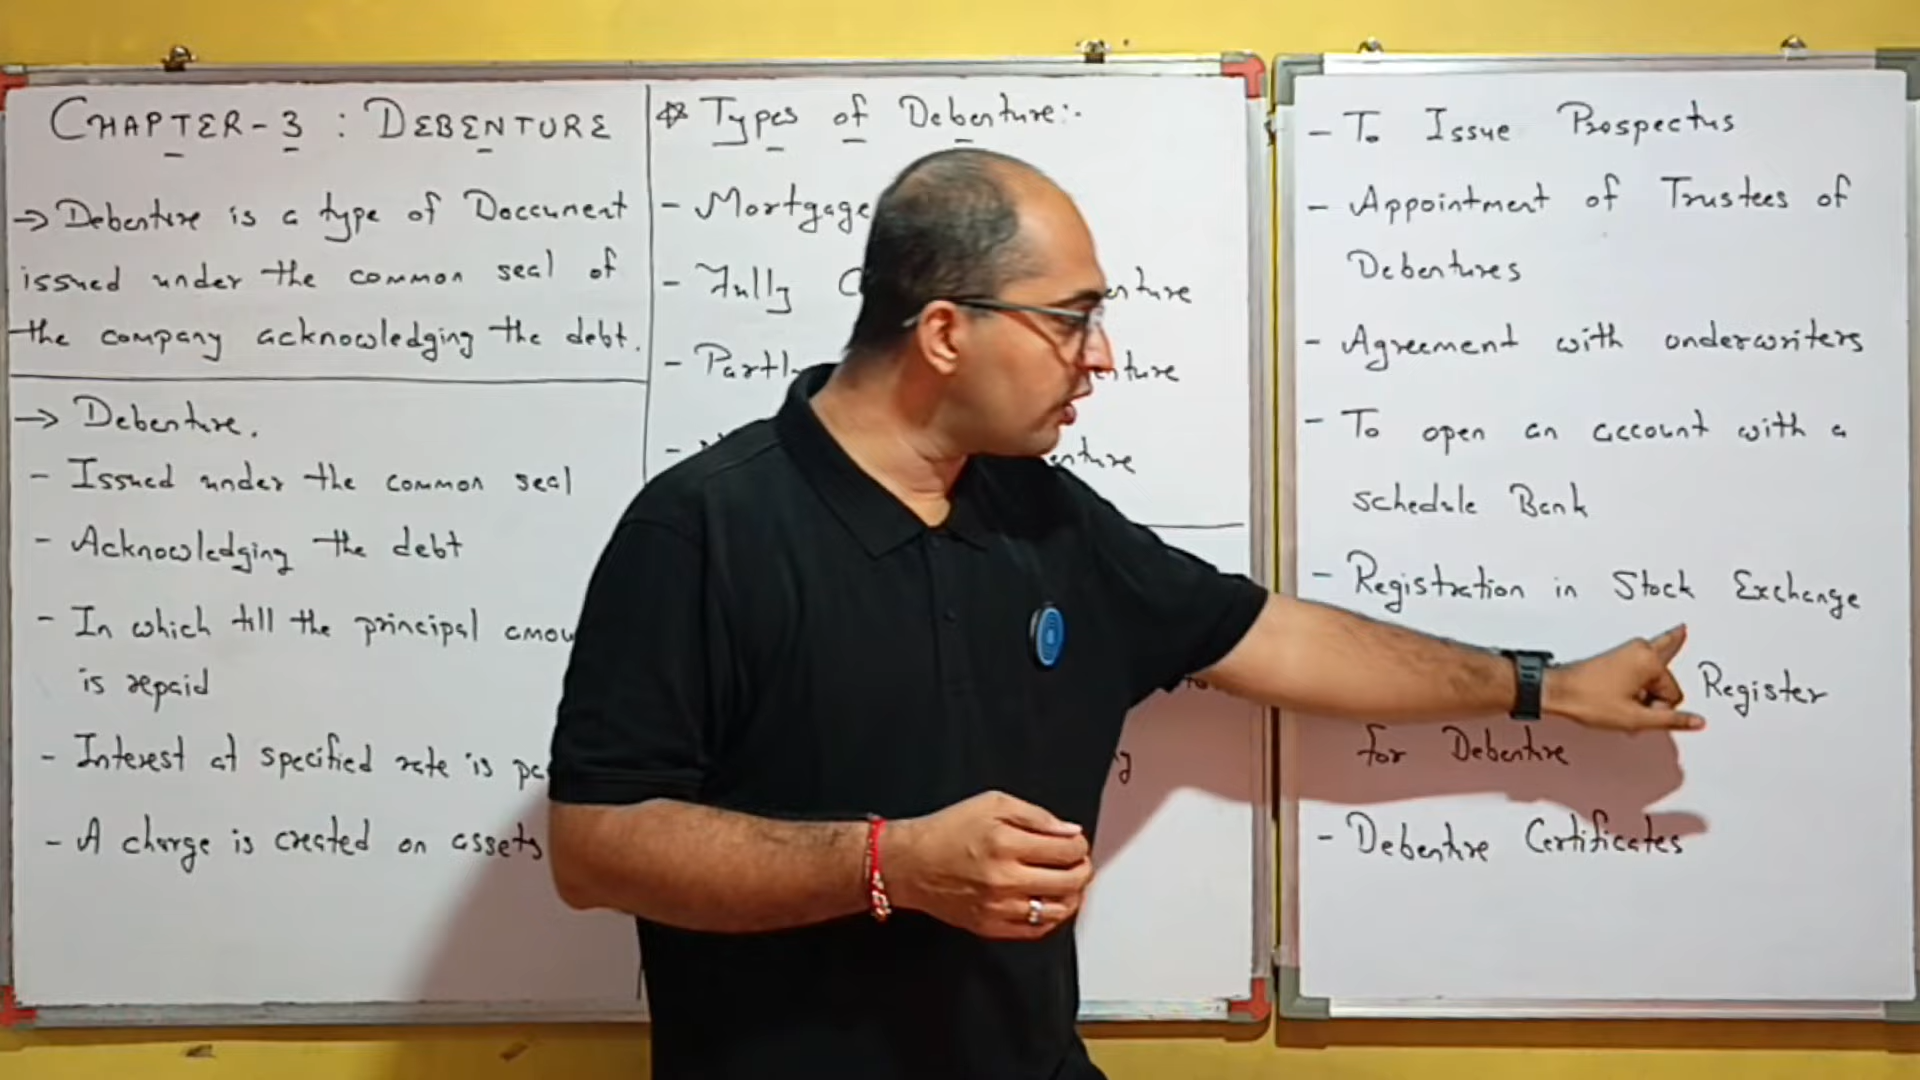 CHAPTER-3 : DEBENTURE
→ Debenture is a type of Document
issued under the common seal of
the company acknowledging the debt.
→ Debenture.
- Issued under the common seal
- Acknowledging the debt
- In which till the principal
is repaid
- Interest at specified rate is
- A charge is created on assets
☆ Types of Debenture:-
- Mortgage
- Fully
- Partly
- To Issue Prospectus
- Appointment of Trustees of
Debentures
- Agreement with underwriters
- To open an account with a
schedule Bank
- Registration in Stock Exchange
Register
for Debenture
- Debenture Certificates